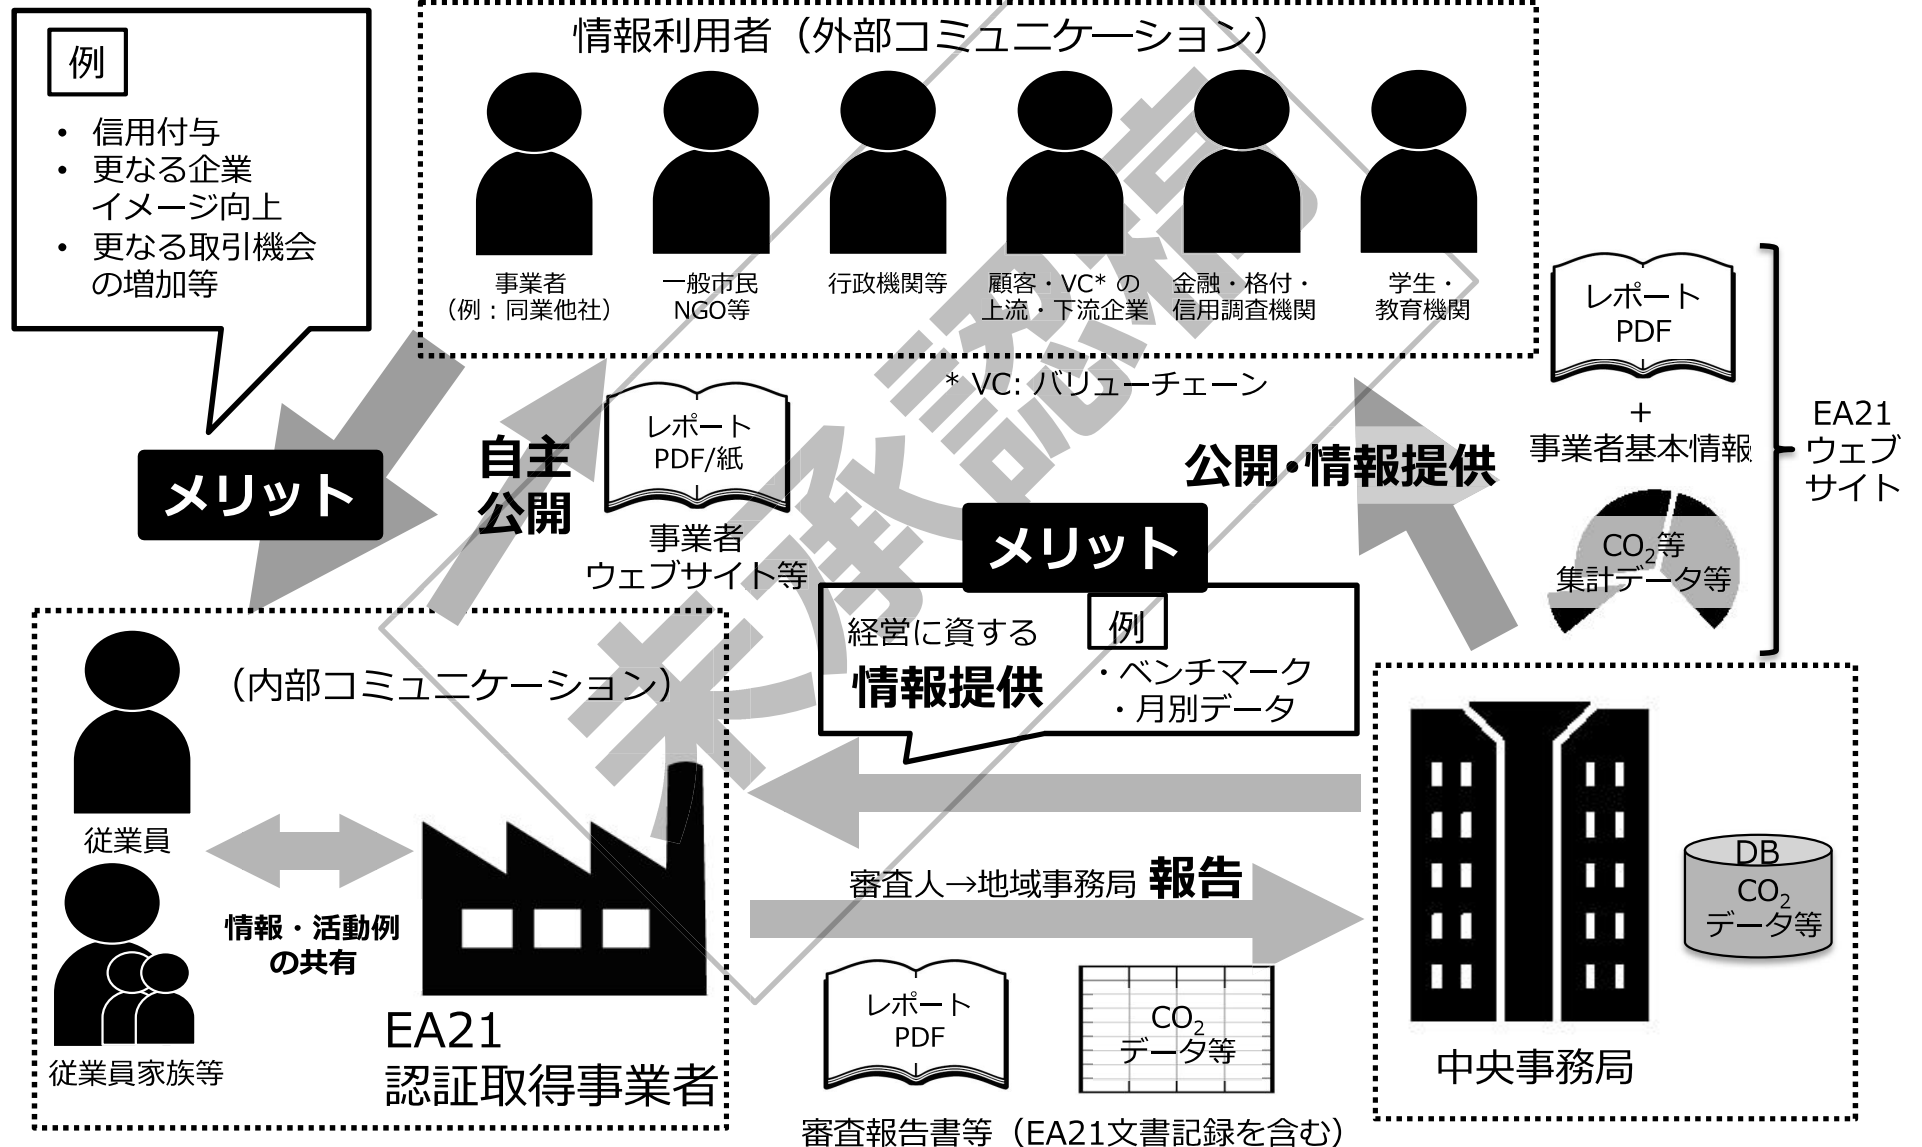 例
・ 信用付与
・ 更なる企業
イメージ向上
・ 更なる取引機会
の増加等
メリット
情報利用者（外部コミュニケーション）
事業者
（例：同業他社）
一般市民
NGO等
行政機関等
顧客・VC* の
上流・下流企業
金融・格付・
信用調査機関
学生・
教育機関
* VC: バリューチェーン
自主
公開
レポート
PDF/紙
事業者
ウェブサイト等
公開・情報提供
レポート
PDF
+
事業者基本情報
CO2等
集計データ等
EA21
ウェブ
サイト
メリット
経営に資する
情報提供
例
・ベンチマーク
・月別データ
（内部コミュニケーション）
従業員
従業員家族等
情報・活動例
の共有
EA21
認証取得事業者
審査人→地域事務局 報告
レポート
PDF
CO2
データ等
審査報告書等（EA21文書記録を含む）
DB
CO2
データ等
中央事務局
未承認稿